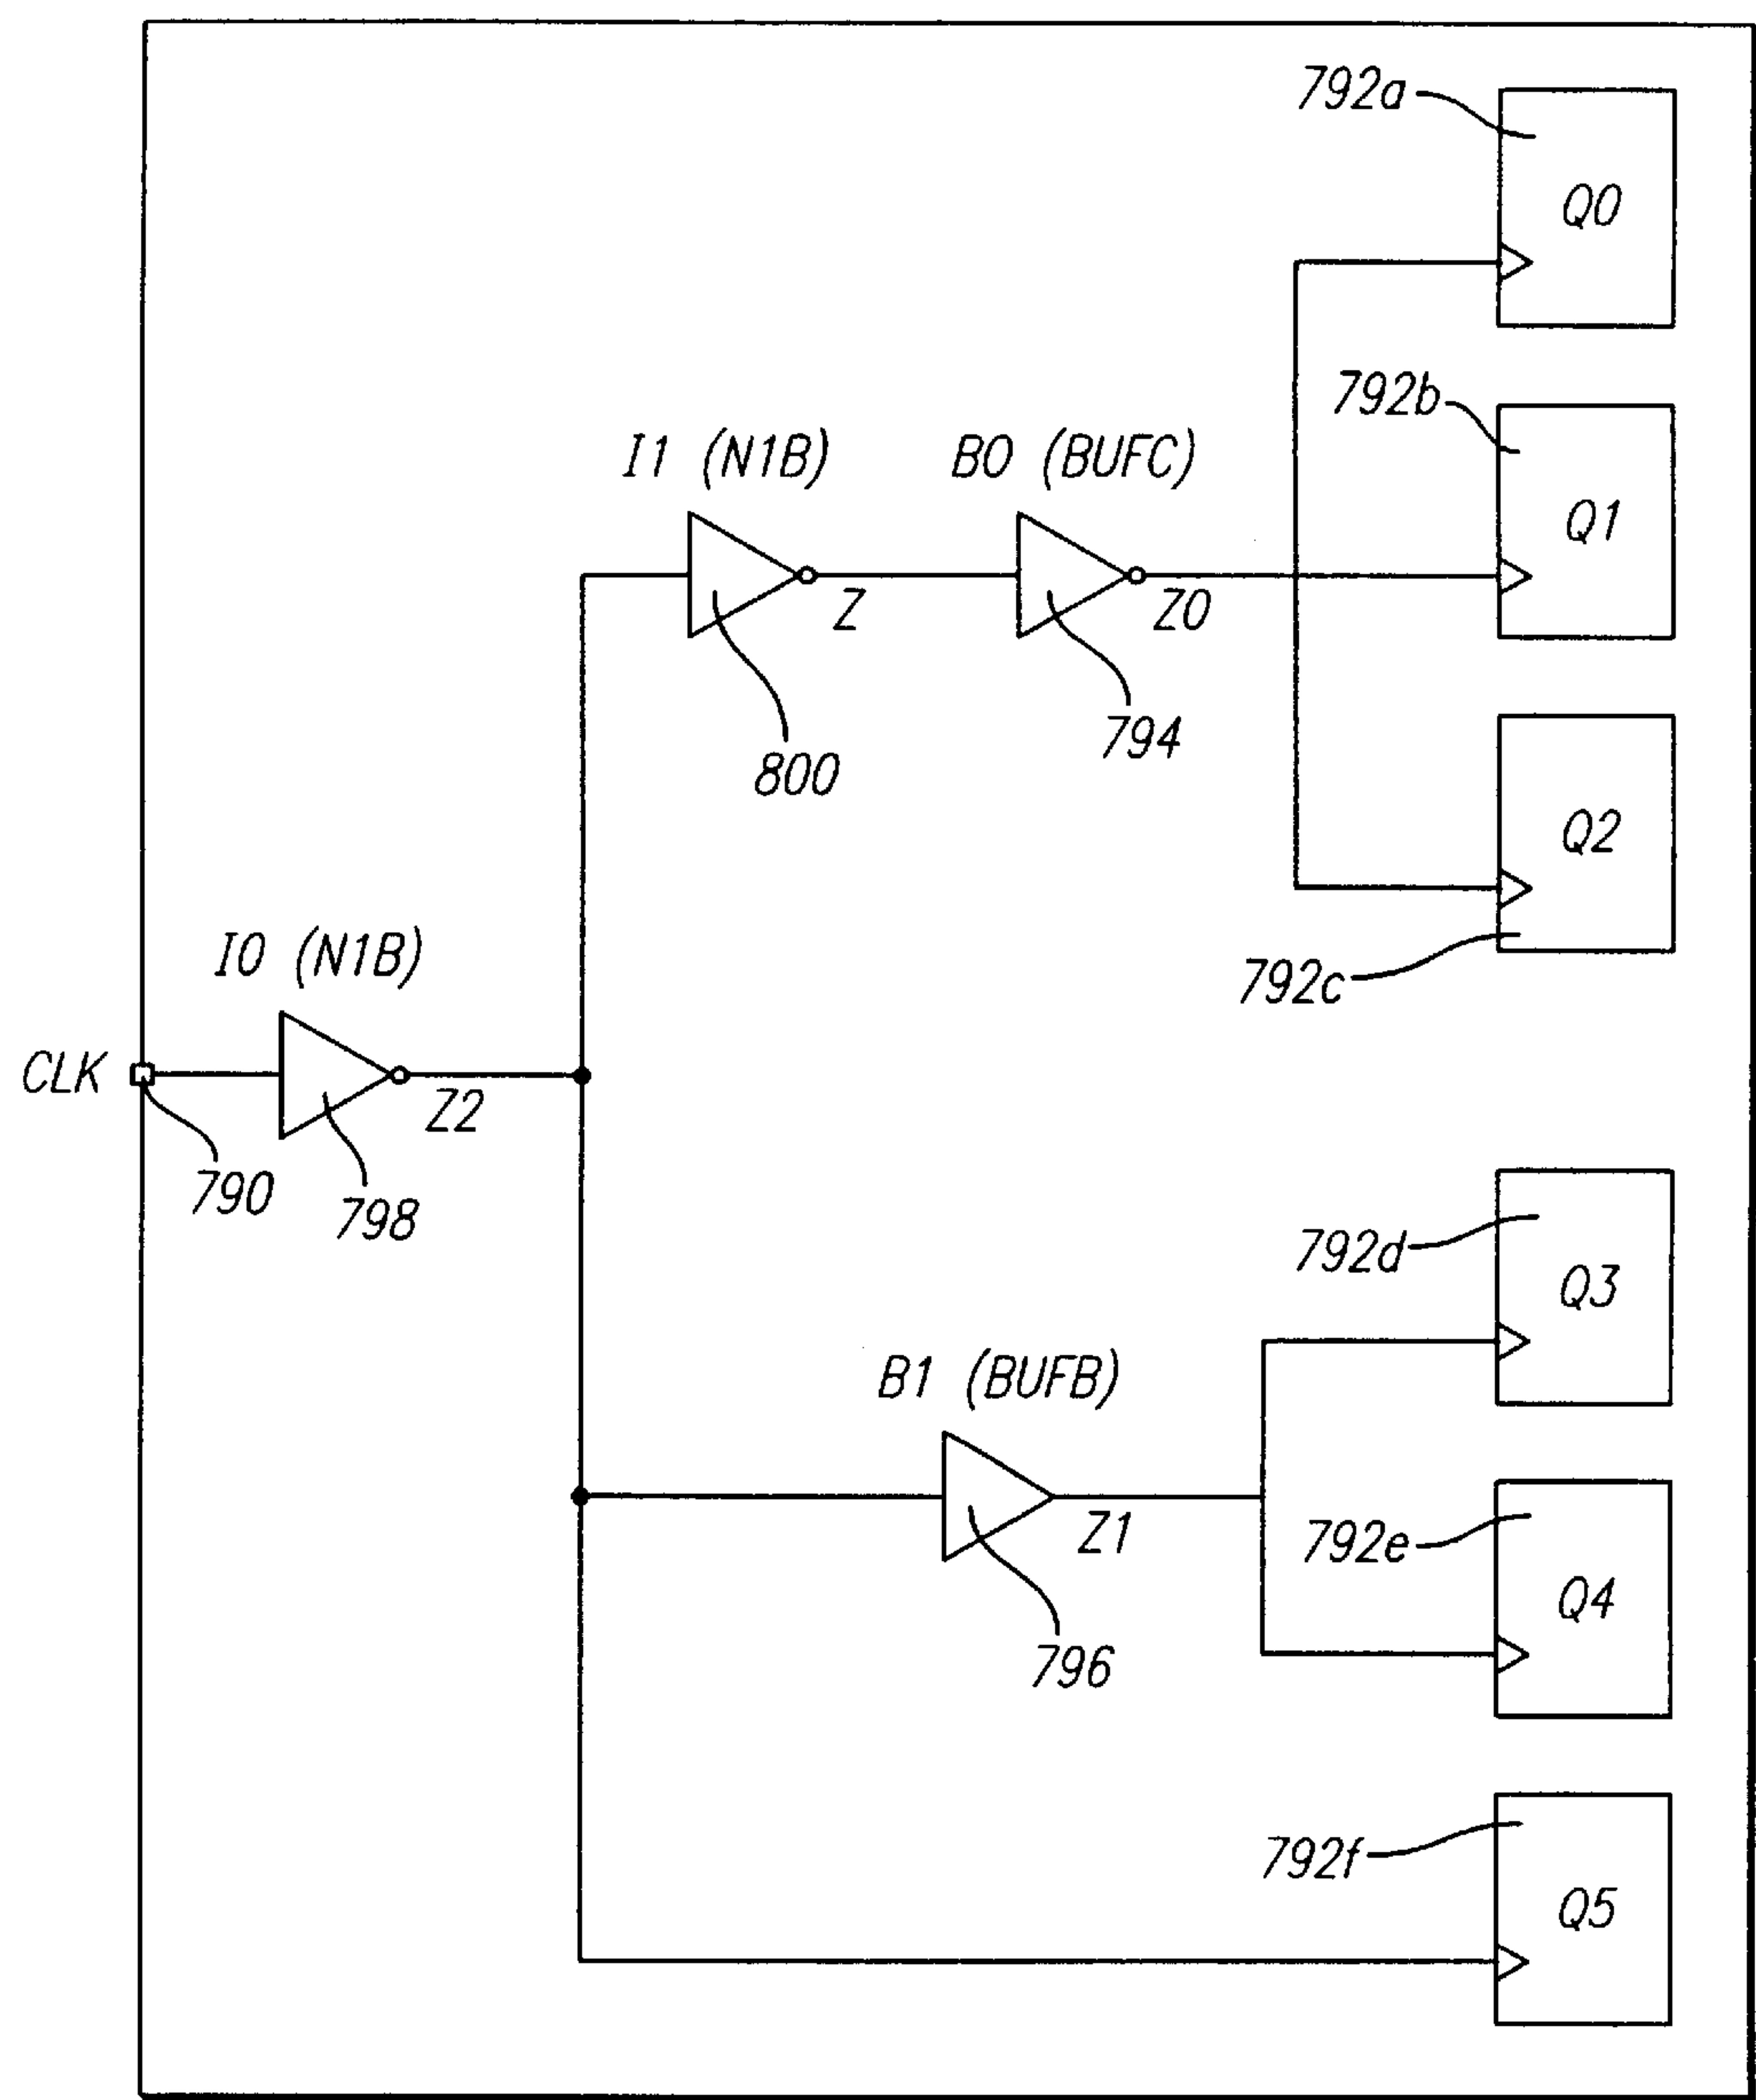 792a
Q0
792b
I1 (N1B)
B0 (BUFC)
Q1
Z
Z0
800
794
Q2
I0 (N1B)
792c
CLK
Z2
790
798
792d
Q3
B1 (BUFB)
Z1
792e
Q4
796
792f
Q5